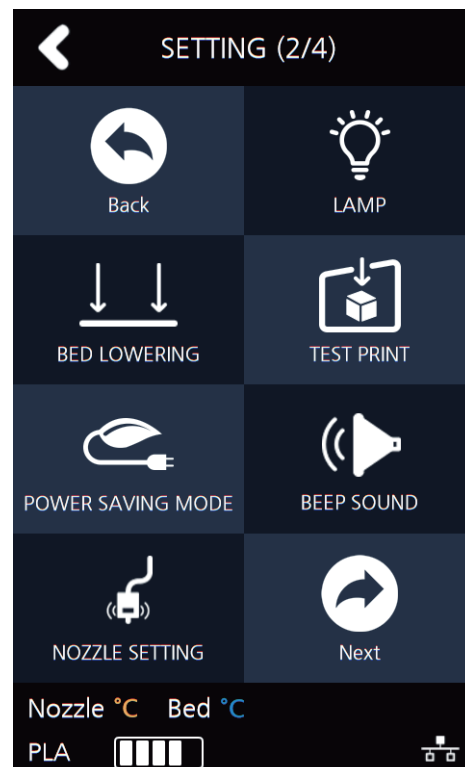 SETTING (2/4)
Back
LAMP
BED LOWERING
TEST PRINT
POWER SAVING MODE
BEEP SOUND
NOZZLE SETTING
Next
Nozzle °C Bed °C
PLA